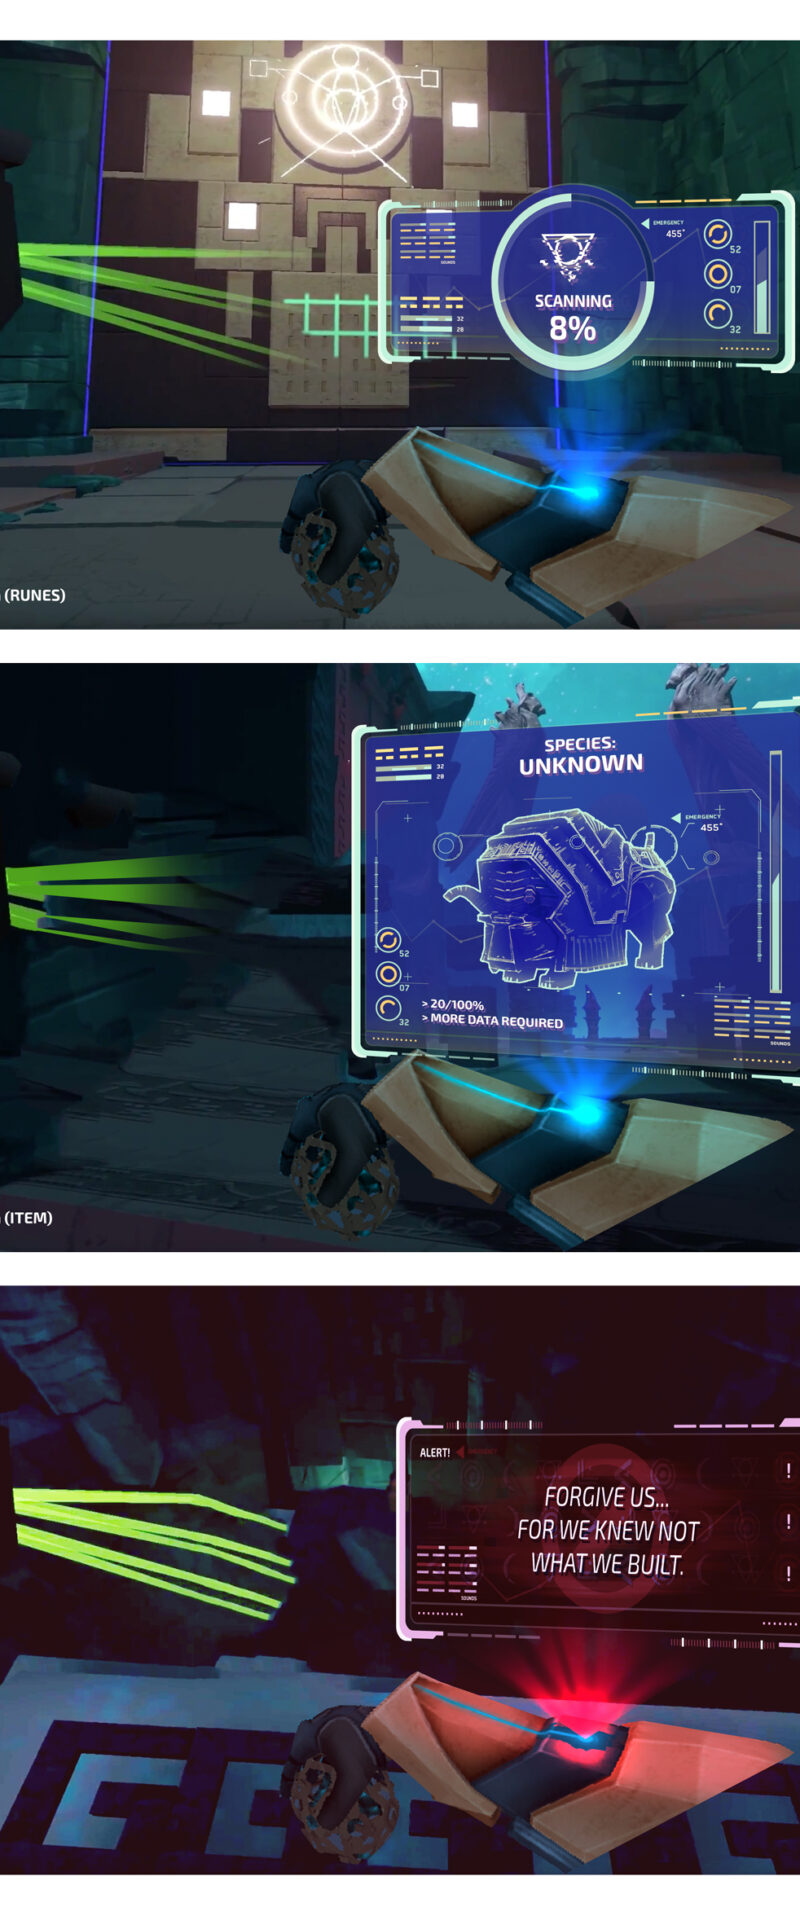 EMERGENCY
455°
SOUNDS
52
SCANNING
8%
07
32
28
32
(RUNES)
SPECIES:
UNKNOWN
32
28
EMERGENCY
455°
52
07
> 20/100%
32
> MORE DATA REQUIRED
SOUNDS
(ITEM)
ALERT!
EMERGENCY
!
FORGIVE US...
FOR WE KNEW NOT
!
WHAT WE BUILT.
!
SOUNDS